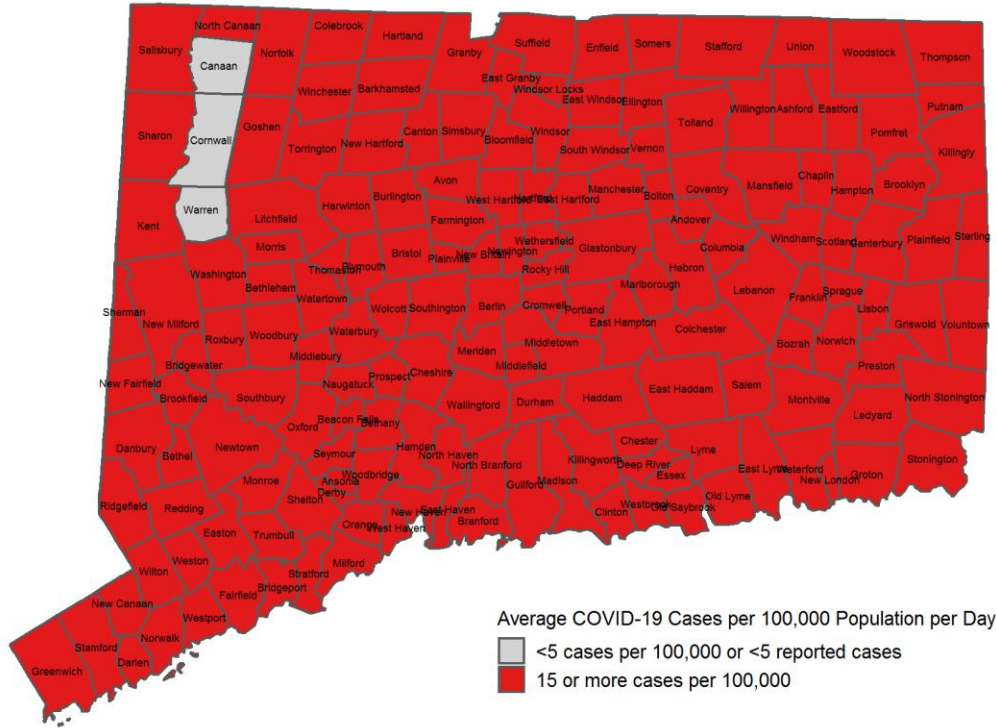 North Canaan
Colebrook
Hartland
Salisbury
Canaan
Norfolk
Granby
Suffield
Enfield
Somers
Stafford
Union
Woodstock
Thompson
East Granby
Windsor Locks
Winchester
Barkhamsted
East Windsor
Ellington
Willington
Ashford
Eastford
Putnam
Sharon
Cornwall
Goshen
Torrington
New Hartford
Canton
Simsbury
Bloomfield
Windsor
South Windsor
Vernon
Tolland
Pomfret
Killingly
Kent
Warren
Litchfield
Harwinton
Burlington
Avon
West Hartford
Hartford
East Hartford
Manchester
Bolton
Coventry
Mansfield
Chaplin
Hampton
Brooklyn
Farmington
Andover
Morris
Thomaston
Plymouth
Bristol
Plainville
New Britain
Newington
Wethersfield
Rocky Hill
Glastonbury
Hebron
Columbia
Windham
Scotland
Canterbury
Plainfield
Sterling
Washington
Bethlehem
Watertown
Marlborough
Lebanon
Franklin
Sprague
Lisbon
Griswold
Voluntown
Sherman
New Milford
Roxbury
Woodbury
Waterbury
Wolcott
Southington
Berlin
Cromwell
Portland
East Hampton
Colchester
Bozrah
Norwich
Preston
Bridgewater
Middlebury
Naugatuck
Prospect
Cheshire
Meriden
Middletown
Middlefield
New Fairfield
Brookfield
Southbury
Wallingford
Durham
Haddam
East Haddam
Salem
Montville
Ledyard
North Stonington
Oxford
Beacon Falls
Bethany
Danbury
Bethel
Newtown
Seymour
Hamden
North Haven
North Branford
Killingworth
Chester
Deep River
Essex
Lyme
East Lyme
Waterford
New London
Groton
Stonington
Monroe
Ansonia
Derby
Woodbridge
Guilford
Madison
Ridgefield
Redding
Shelton
Orange
New Haven
West Haven
East Haven
Branford
Clinton
Westbrook
Old Saybrook
Old Lyme
Easton
Trumbull
Milford
Stratford
Wilton
Weston
Fairfield
Bridgeport
New Canaan
Westport
Norwalk
Greenwich
Stamford
Darien
Average COVID-19 Cases per 100,000 Population per Day
<5 cases per 100,000 or <5 reported cases
15 or more cases per 100,000